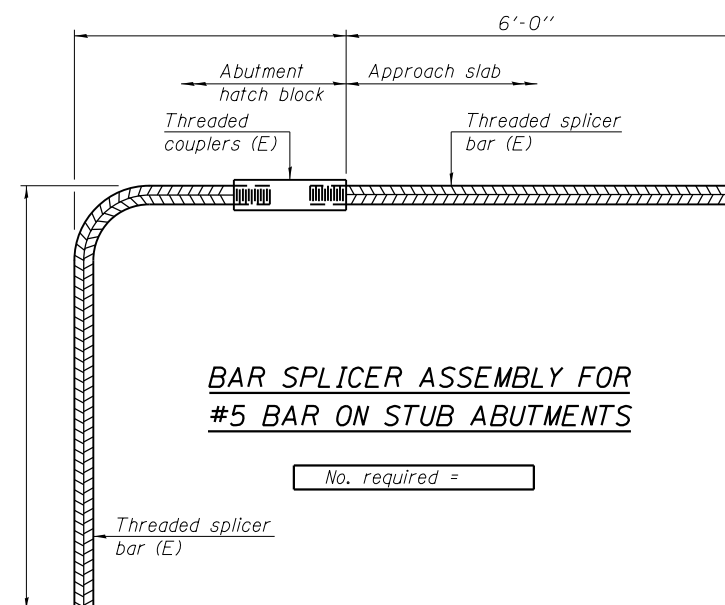 6'-0"
Abutment
hatch block
Approach slab
Threaded
couplers (E)
Threaded splicer
bar (E)
BAR SPLICER ASSEMBLY FOR
#5 BAR ON STUB ABUTMENTS
No. required =
Threaded splicer
bar (E)